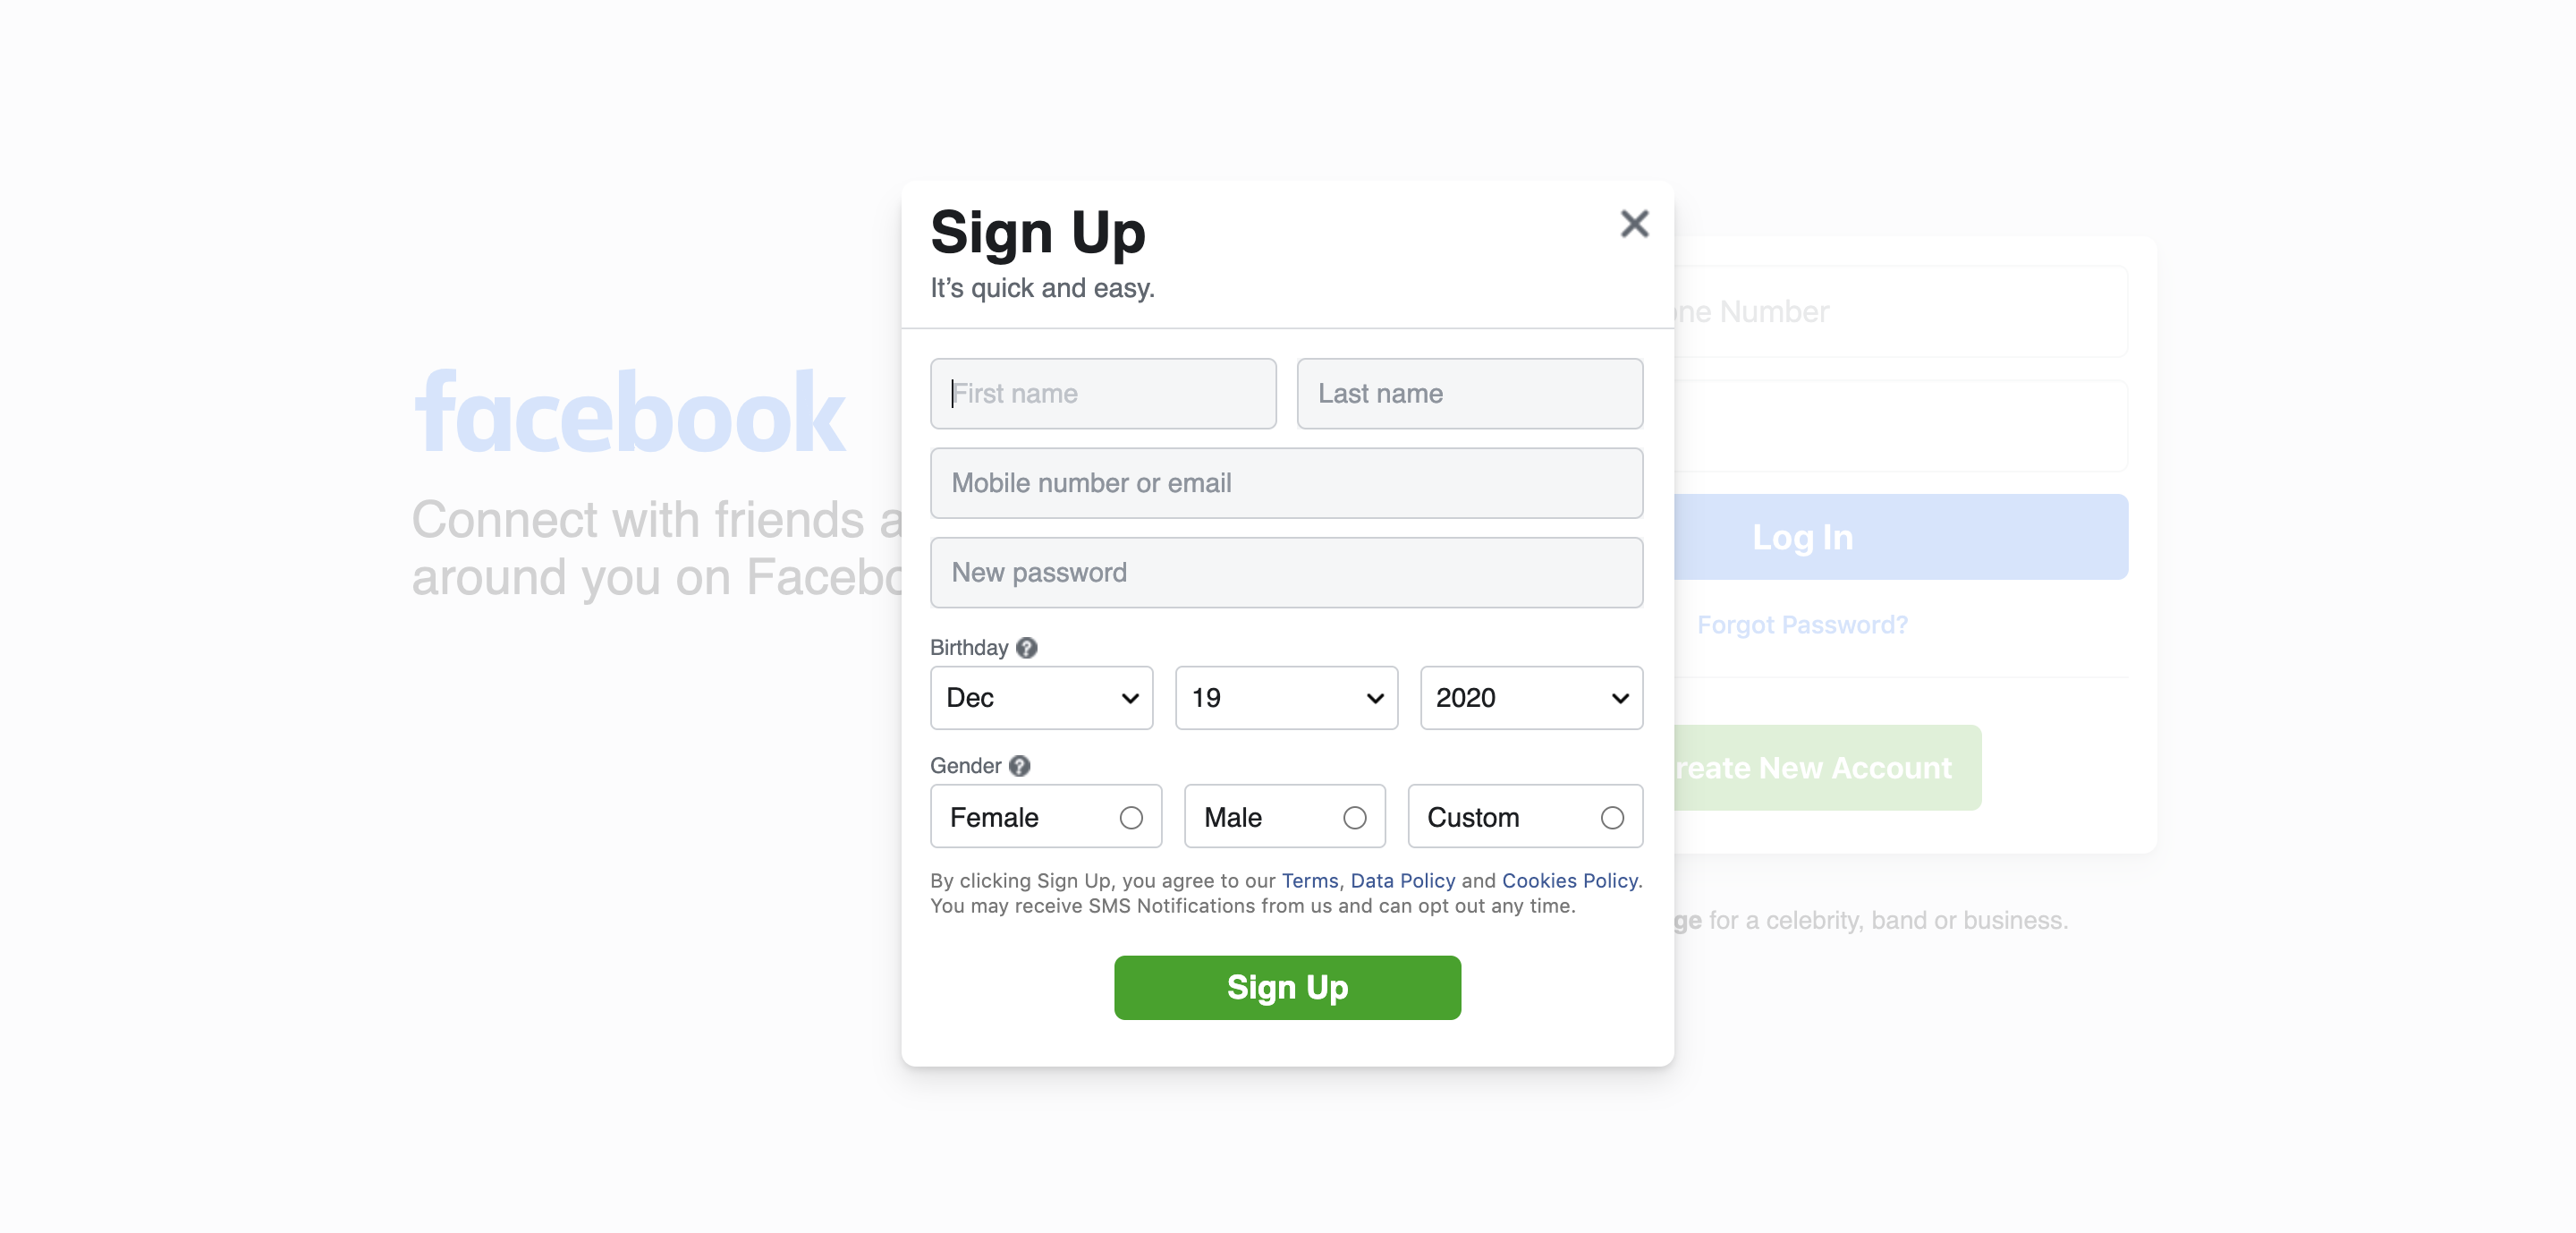 Sign Up
It's quick and easy.
First name
Last name
Mobile number or email
New password
Birthday ?
Dec
19
2020
Gender ?
Female
Male
Custom
By clicking Sign Up, you agree to our Terms, Data Policy and Cookies Policy.
You may receive SMS Notifications from us and can opt out any time.
Sign Up
facebook
Connect with friends a
around you on Facebo
ne Number
Log In
Forgot Password?
reate New Account
ge for a celebrity, band or business.